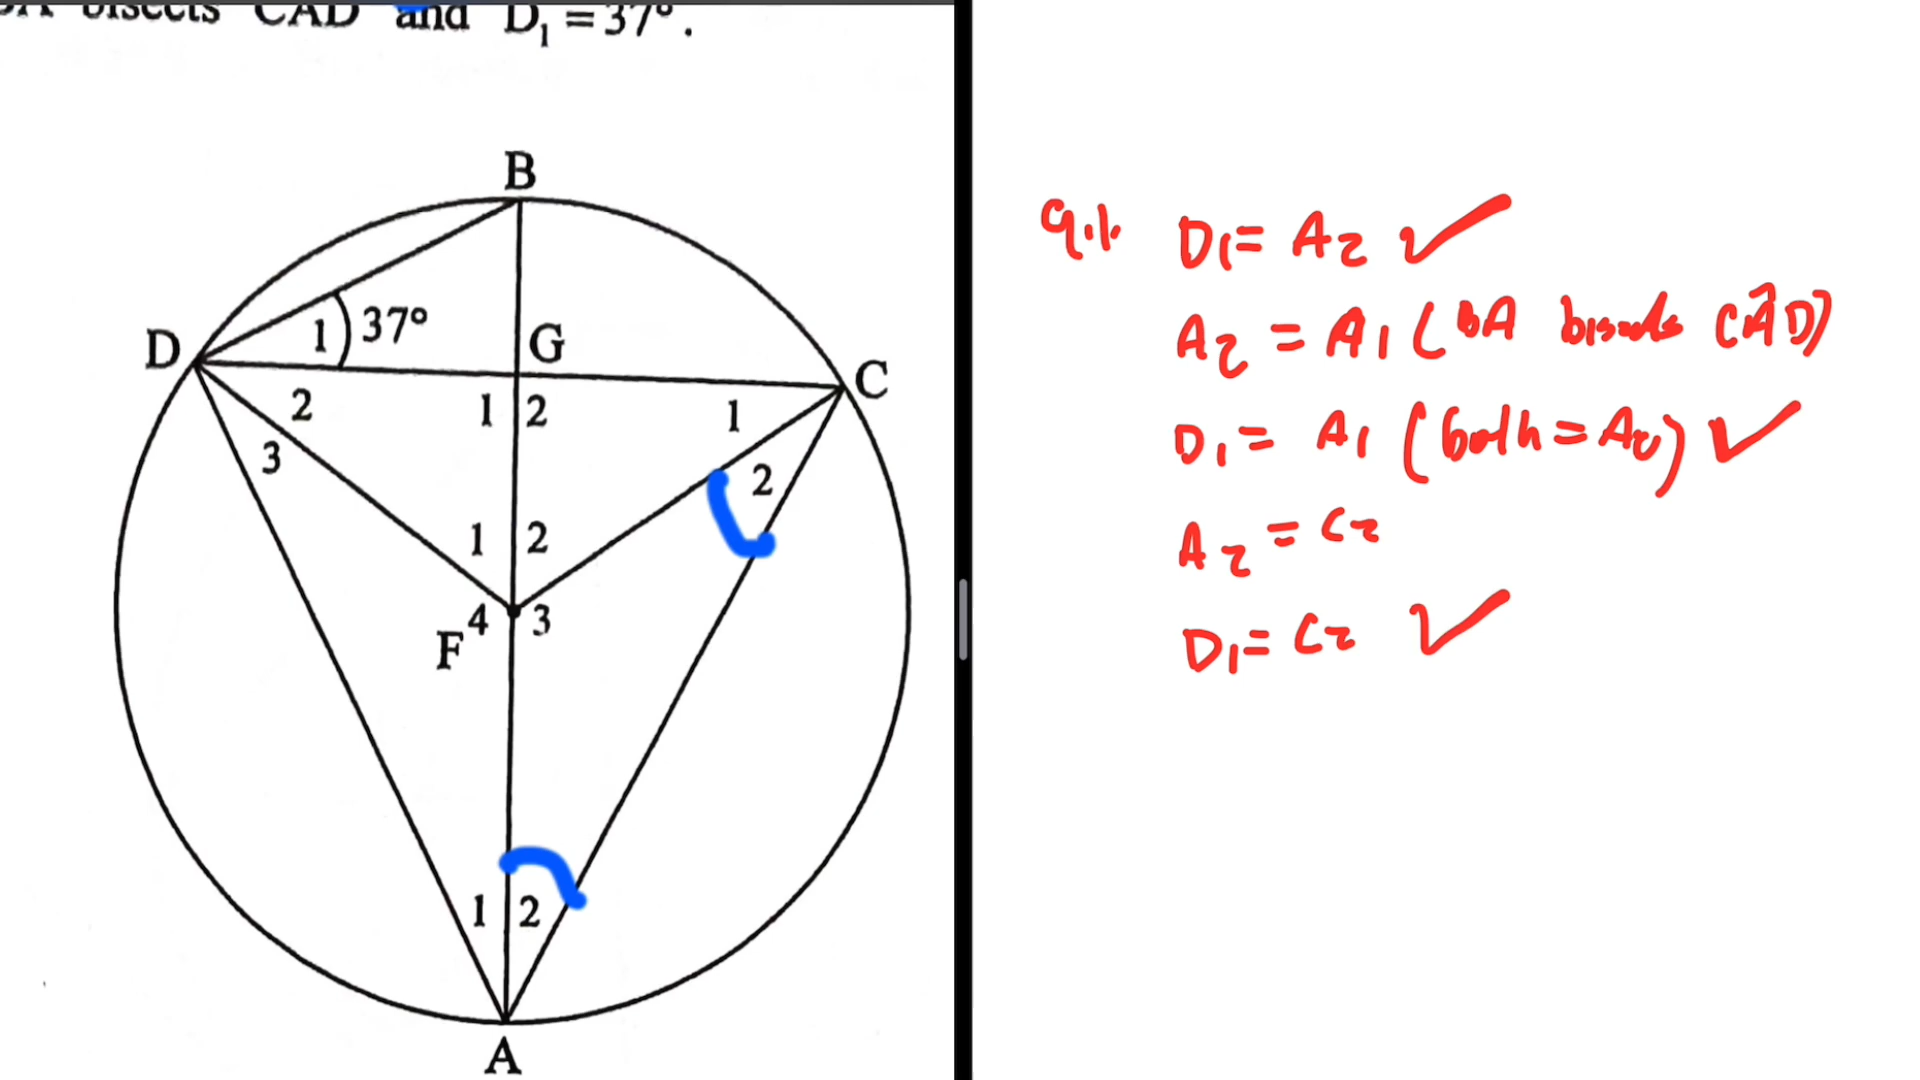 bisects CAD and D₁ = 37°.
B
D
1
37°
G
C
2
1 2
1
3
2
1 2
4
3
F
1 2
A
9.1. D1 = A2 ✓
A2 = A1 (BA bisects CÂD)
D1 = A1 (both = A2) ✓
A2 = C2
D1 = C2 ✓